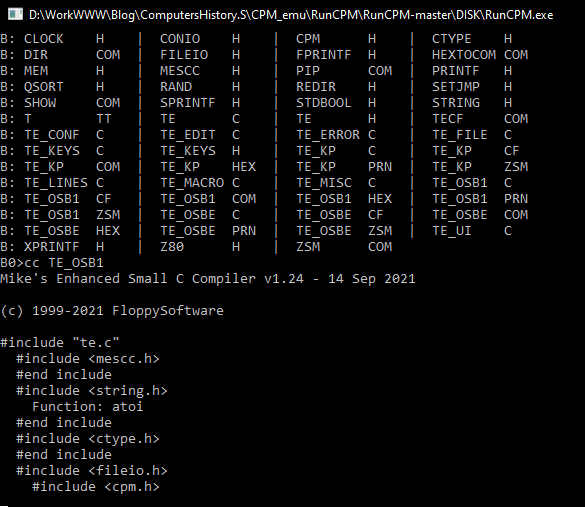 D:\WorkWWW\Blog\ComputersHistory.S\CPM_emu\RunCPM\RunCPM-master\DISK\RunCPM.exe
B: CLOCK    H   |  CONIO    H   |  CPM      H   |  CTYPE    H
B: DIR      COM |  FILEIO   H   |  FPRINTF  H   |  HEXTOCOM COM
B: MEM      H   |  MESCC    H   |  PIP      COM |  PRINTF   H
B: QSORT    H   |  RAND     H   |  REDIR    H   |  SETJMP   H
B: SHOW     COM |  SPRINTF  H   |  STDBOOL  H   |  STRING   H
B: T        TT  |  TE       C   |  TE       H   |  TECF     COM
B: TE_CONF  C   |  TE_EDIT  C   |  TE_ERROR C   |  TE_FILE  C
B: TE_KEYS  C   |  TE_KEYS  H   |  TE_KP    C   |  TE_KP    CF
B: TE_KP    COM |  TE_KP    HEX |  TE_KP    PRN |  TE_KP    ZSM
B: TE_LINES C   |  TE_MACRO C   |  TE_MISC  C   |  TE_OSB1  C
B: TE_OSB1  CF  |  TE_OSB1  COM |  TE_OSB1  HEX |  TE_OSB1  PRN
B: TE_OSB1  ZSM |  TE_OSBE  C   |  TE_OSBE  CF  |  TE_OSBE  COM
B: TE_OSBE  HEX |  TE_OSBE  PRN |  TE_OSBE  ZSM |  TE_UI    C
B: XPRINTF  H   |  Z80      H   |  ZSM      COM
B0>cc TE_OSB1
Mike's Enhanced Small C Compiler v1.24 - 14 Sep 2021
(c) 1999-2021 FloppySoftware
#include "te.c"
  #include <mescc.h>
  #end include
  #include <string.h>
    Function: atoi
  #end include
  #include <ctype.h>
  #end include
  #include <fileio.h>
    #include <cpm.h>